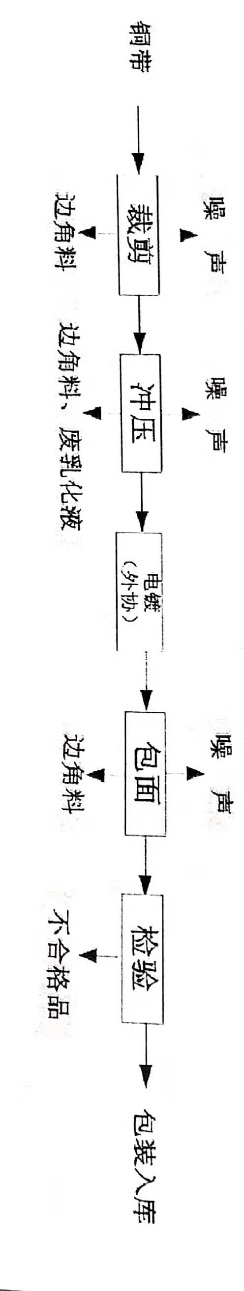 噪 声
噪 声
噪 声
铜带
裁剪
冲压
电镀
（外协）
包面
检验
包装入库
边角料
边角料、废乳化液
边角料
不合格品